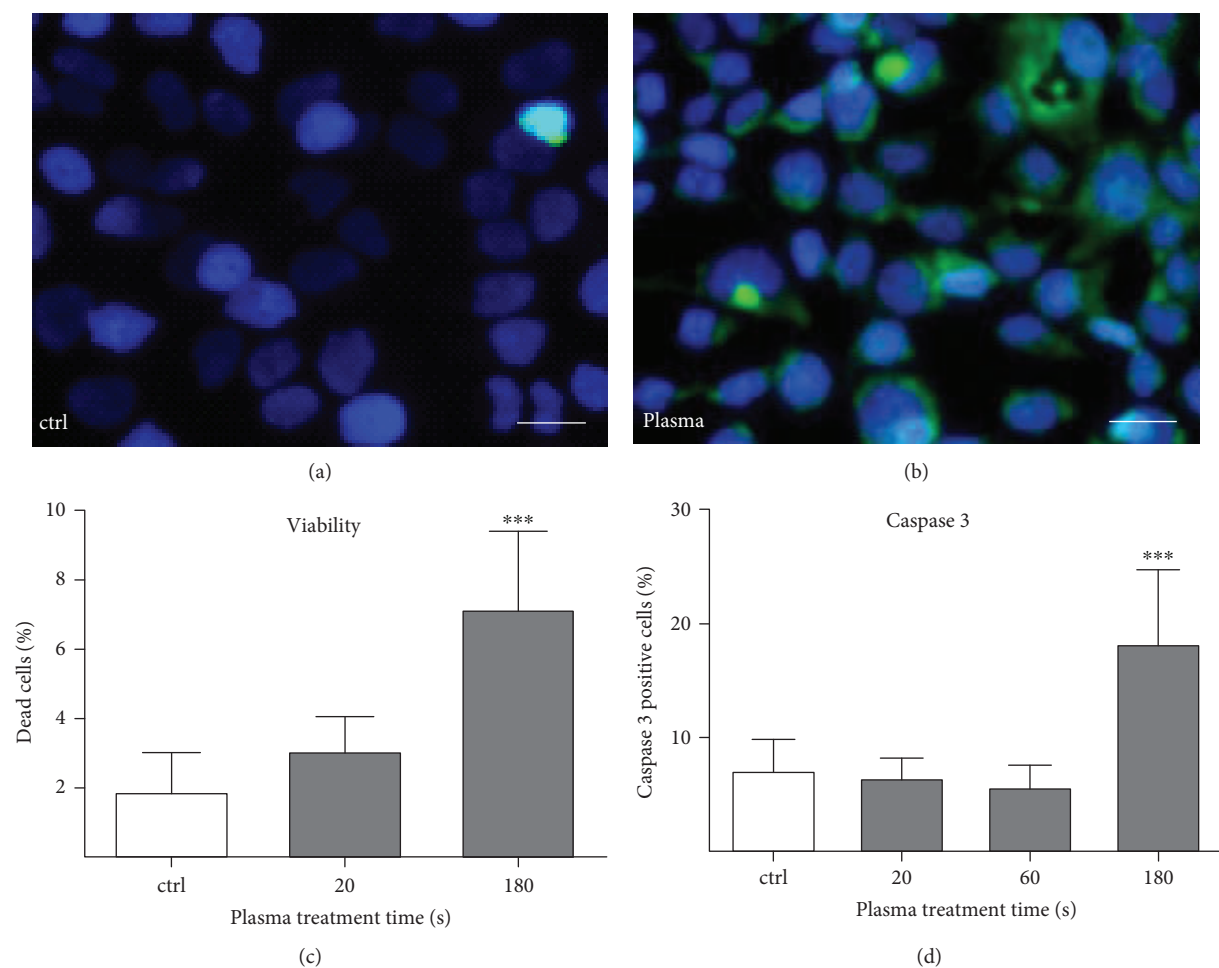 ctrl
Plasma
(a)
(b)
Viability
***
10
8
6
4
2
Dead cells (%)
ctrl
20
180
Plasma treatment time (s)
(c)
Caspase 3
***
30
20
10
Caspase 3 positive cells (%)
ctrl
20
60
180
Plasma treatment time (s)
(d)